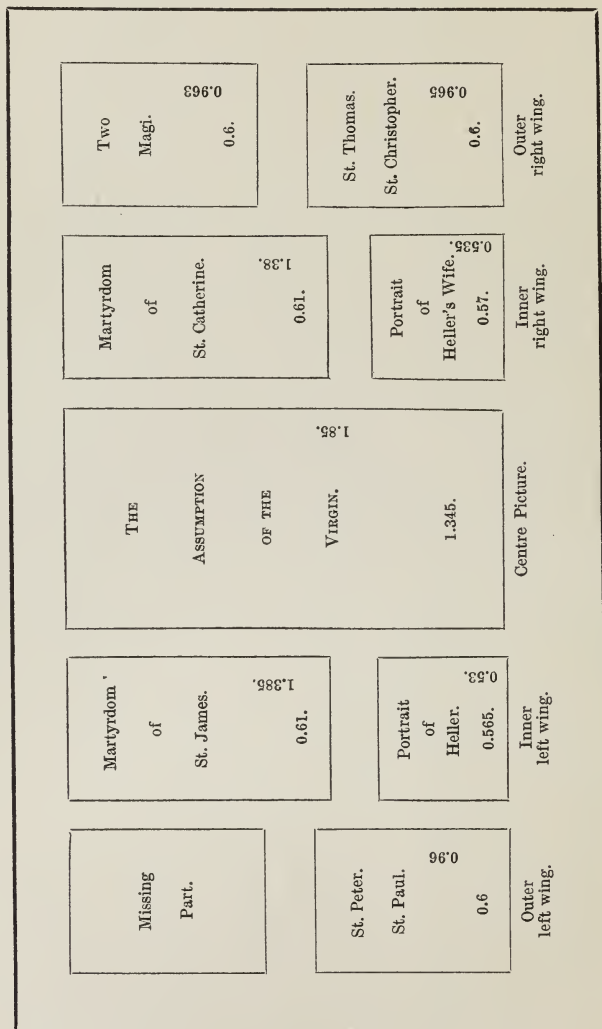 Missing
Part.
St. Peter.
St. Paul.
0.96
0.6
Outer
left wing.
Martyrdom '
of
St. James.
1.385.
0.61.
Portrait
of
Heller.
0.53.
0.565.
Inner
left wing.
THE
ASSUMPTION
OF THE
VIRGIN.
1.85.
1.345.
Centre Picture.
Martyrdom
of
St. Catherine.
1.38.
0.61.
Portrait
of
Heller's Wife.
0.535.
0.57.
Inner
right wing.
Two
Magi.
0.963
0.6.
St. Thomas.
St. Christopher.
0.965
0.6.
Outer
right wing.